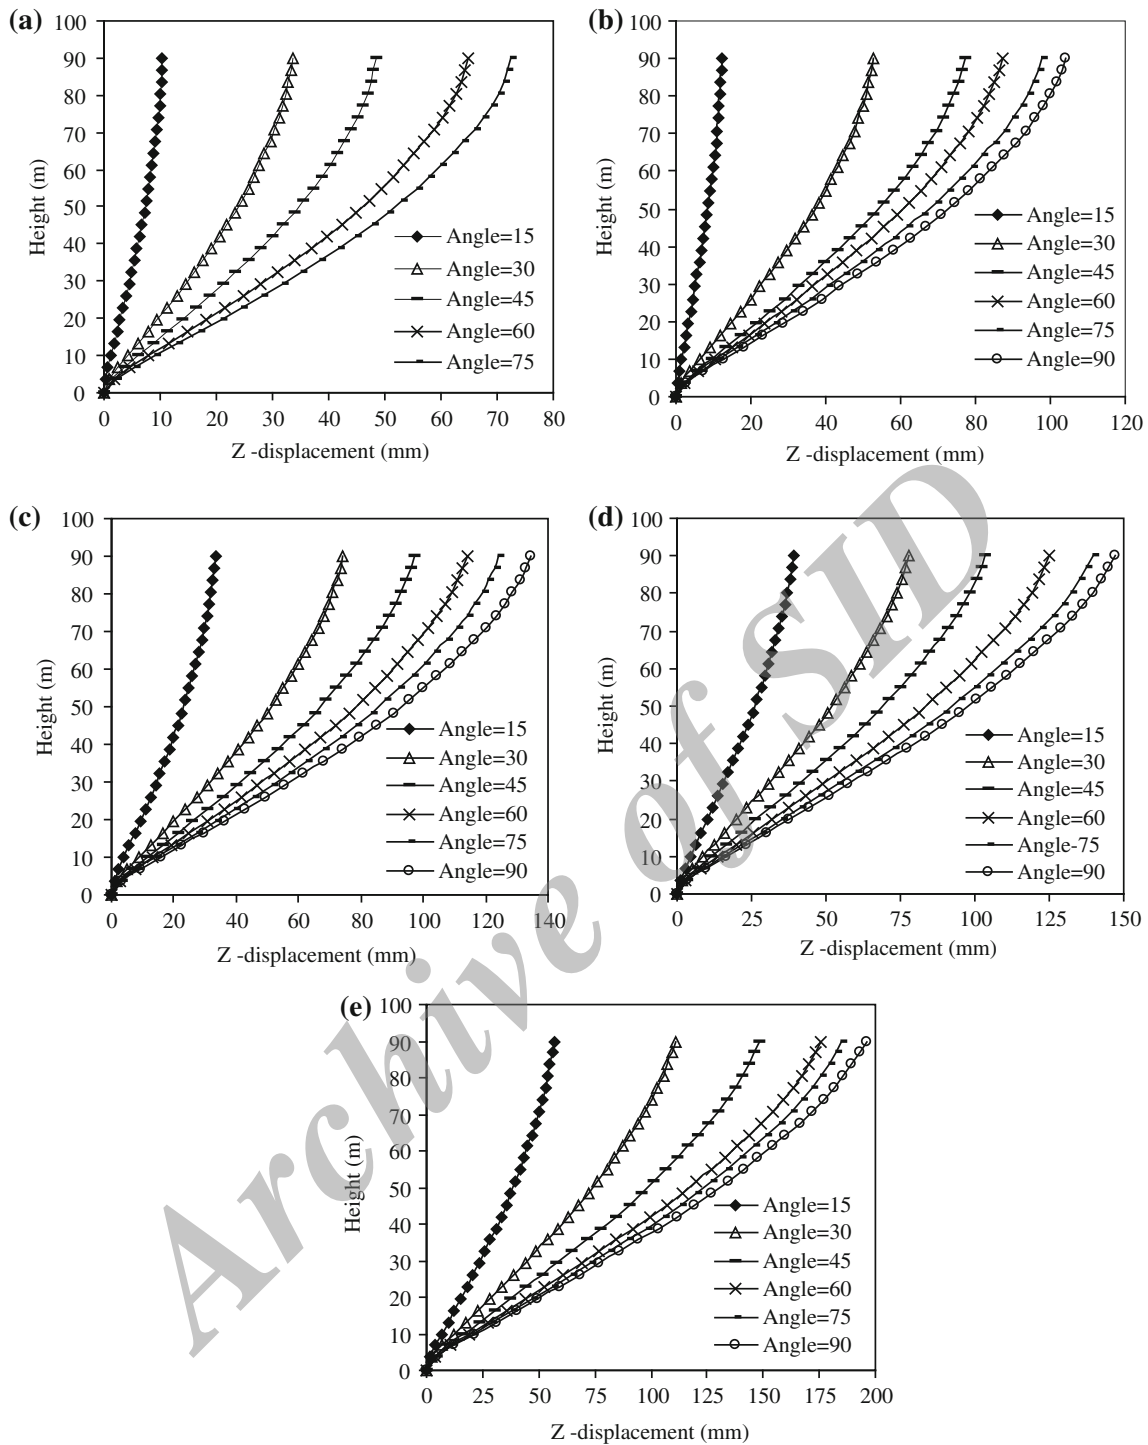 (a)
100
90
80
70
60
50
40
30
20
10
0
Height (m)
0 10 20 30 40 50 60 70 80
Z -displacement (mm)
Angle=15
Angle=30
Angle=45
Angle=60
Angle=75
(b)
100
90
80
70
60
50
40
30
20
10
0
Height (m)
0 20 40 60 80 100 120
Z -displacement (mm)
Angle=15
Angle=30
Angle=45
Angle=60
Angle=75
Angle=90
(c)
100
90
80
70
60
50
40
30
20
10
0
Height (m)
0 20 40 60 80 100 120 140
Z -displacement (mm)
Angle=15
Angle=30
Angle=45
Angle=60
Angle=75
Angle=90
(d)
100
90
80
70
60
50
40
30
20
10
0
Height (m)
0 25 50 75 100 125 150
Z -displacement (mm)
Angle=15
Angle=30
Angle=45
Angle=60
Angle-75
Angle=90
(e)
100
90
80
70
60
50
40
30
20
10
0
Height (m)
0 25 50 75 100 125 150 175 200
Z -displacement (mm)
Angle=15
Angle=30
Angle=45
Angle=60
Angle=75
Angle=90
Archive of SID